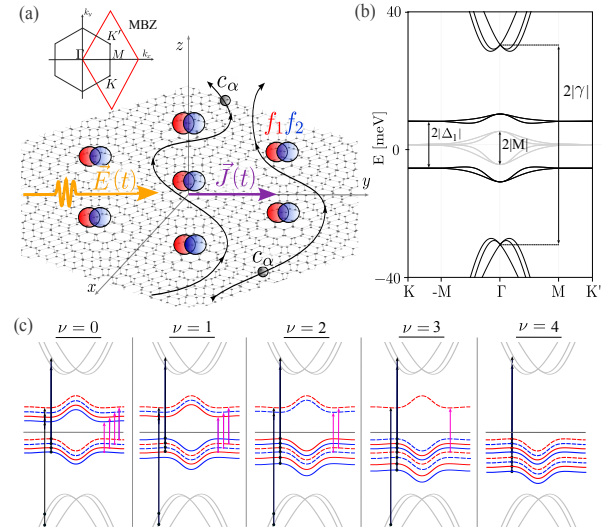 (a)
k_y
MBZ
K'
Γ
M
k_x
K
z
c_α
f_1 f_2
E⃗(t)
J⃗(t)
y
x
c_α
(b)
40
2|γ|
2|Δ_1|
2|M|
E [meV]
0
−40
K
-M
Γ
M
K'
(c)
ν = 0
ν = 1
ν = 2
ν = 3
ν = 4